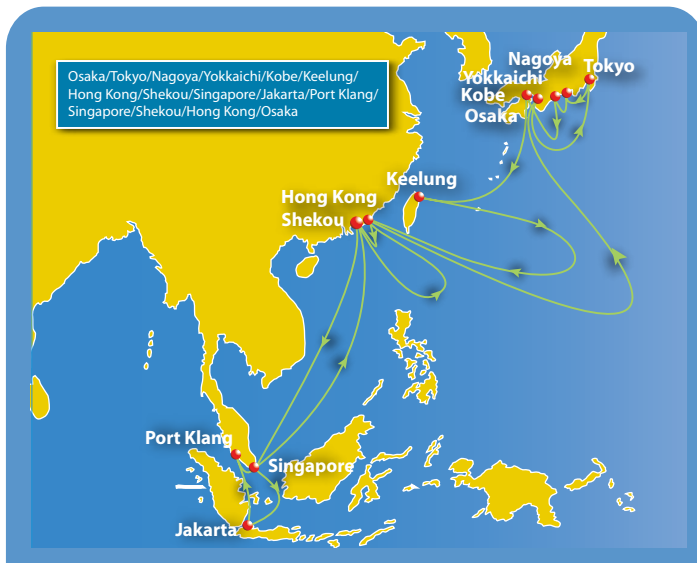 Osaka/Tokyo/Nagoya/Yokkaichi/Kobe/Keelung/
Hong Kong/Shekou/Singapore/Jakarta/Port Klang/
Singapore/Shekou/Hong Kong/Osaka
Nagoya
Tokyo
Yokkaichi
Kobe
Osaka
Keelung
Hong Kong
Shekou
Port Klang
Singapore
Jakarta